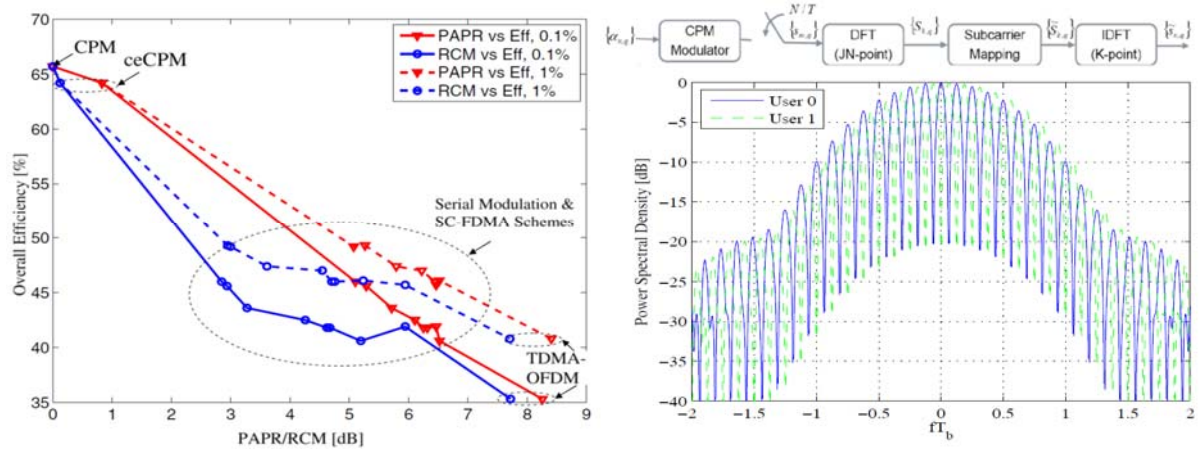 CPM
ceCPM
PAPR vs Eff, 0.1%
RCM vs Eff, 0.1%
PAPR vs Eff, 1%
RCM vs Eff, 1%
Serial Modulation &
SC-FDMA Schemes
TDMA-
OFDM
Overall Efficiency [%]
70
65
60
55
50
45
40
35
0 1 2 3 4 5 6 7 8 9
PAPR/RCM [dB]
N/T
CPM
Modulator
DFT
(JN-point)
Subcarrier
Mapping
IDFT
(K-point)
User 0
User 1
Power Spectral Density [dB]
0
−5
−10
−15
−20
−25
−30
−35
−40
−2 −1.5 −1 −0.5 0 0.5 1 1.5 2
fT_b